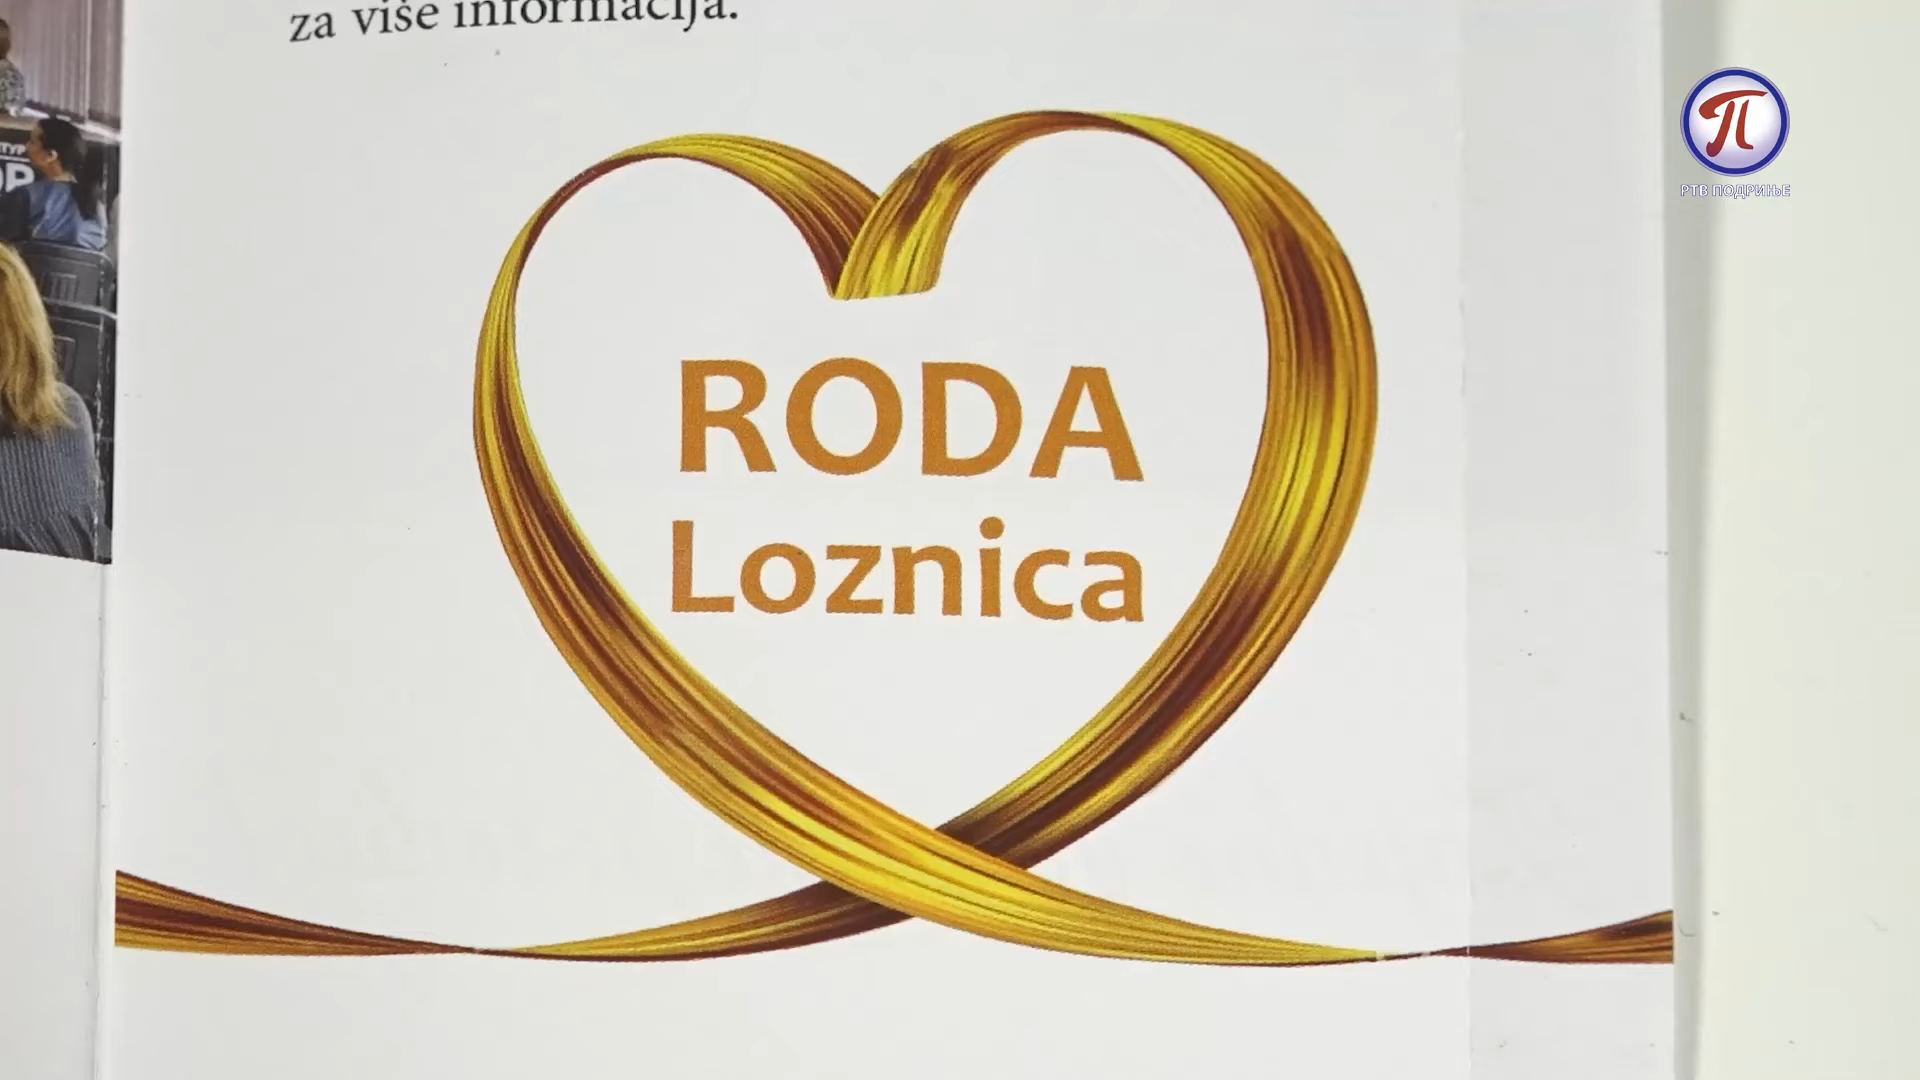 za više informacija.
RODA
Loznica
П
РТВ ПОДРИЊЕ